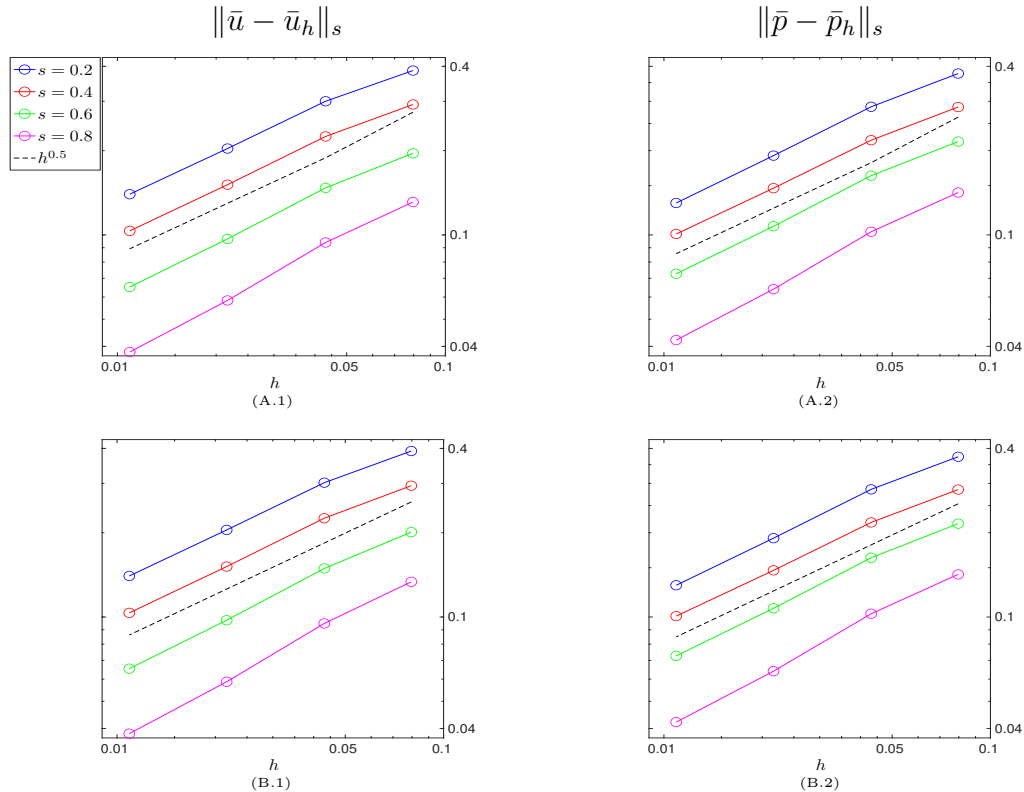 ‖ū − ū_h‖_s
‖p̄ − p̄_h‖_s
s = 0.2
s = 0.4
s = 0.6
s = 0.8
h^{0.5}
0.4
0.1
0.04
0.01 0.05 0.1
h
(A.1)
0.4
0.1
0.04
0.01 0.05 0.1
h
(A.2)
0.4
0.1
0.04
0.01 0.05 0.1
h
(B.1)
0.4
0.1
0.04
0.01 0.05 0.1
h
(B.2)